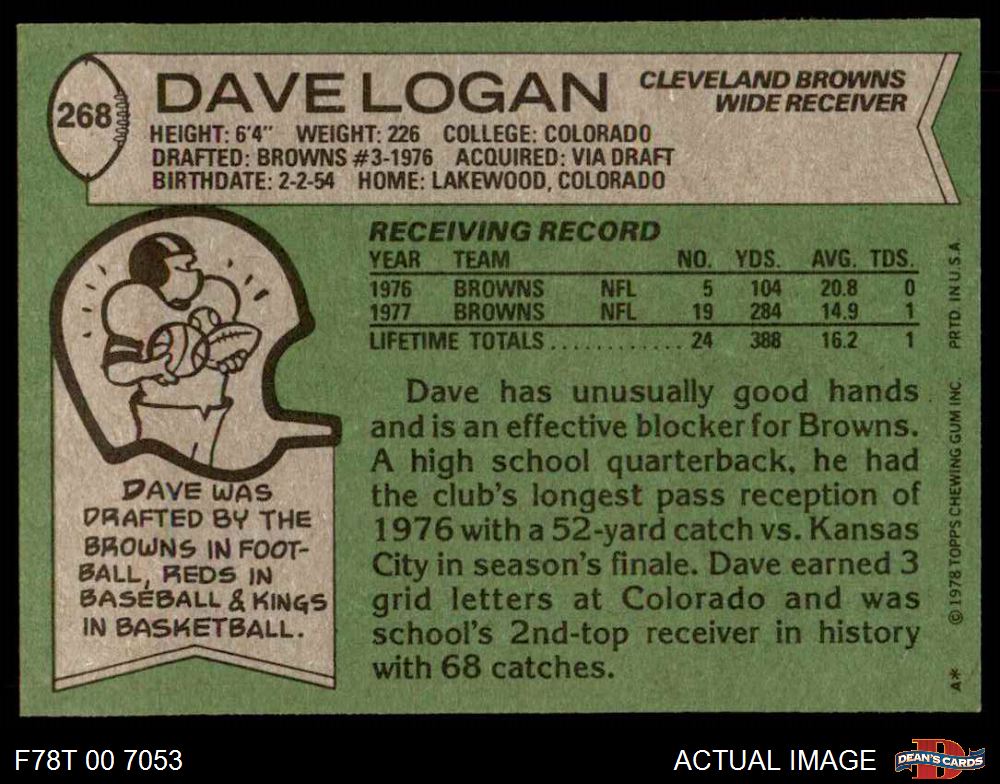 268
DAVE LOGAN
CLEVELAND BROWNS
WIDE RECEIVER
HEIGHT: 6'4" WEIGHT: 226 COLLEGE: COLORADO
DRAFTED: BROWNS #3-1976 ACQUIRED: VIA DRAFT
BIRTHDATE: 2-2-54 HOME: LAKEWOOD, COLORADO
RECEIVING RECORD
YEAR TEAM NO. YDS. AVG. TDS.
1976 BROWNS NFL 5 104 20.8 0
1977 BROWNS NFL 19 284 14.9 1
LIFETIME TOTALS............ 24 388 16.2 1
Dave has unusually good hands
and is an effective blocker for Browns.
A high school quarterback, he had
the club's longest pass reception of
1976 with a 52-yard catch vs. Kansas
City in season's finale. Dave earned 3
grid letters at Colorado and was
school's 2nd-top receiver in history
with 68 catches.
DAVE WAS
DRAFTED BY THE
BROWNS IN FOOT-
BALL, REDS IN
BASEBALL & KINGS
IN BASKETBALL.
A* © 1978 TOPPS CHEWING GUM INC. PRTD. IN U.S.A.
F78T 00 7053
ACTUAL IMAGE
D
DEAN'S CARDS